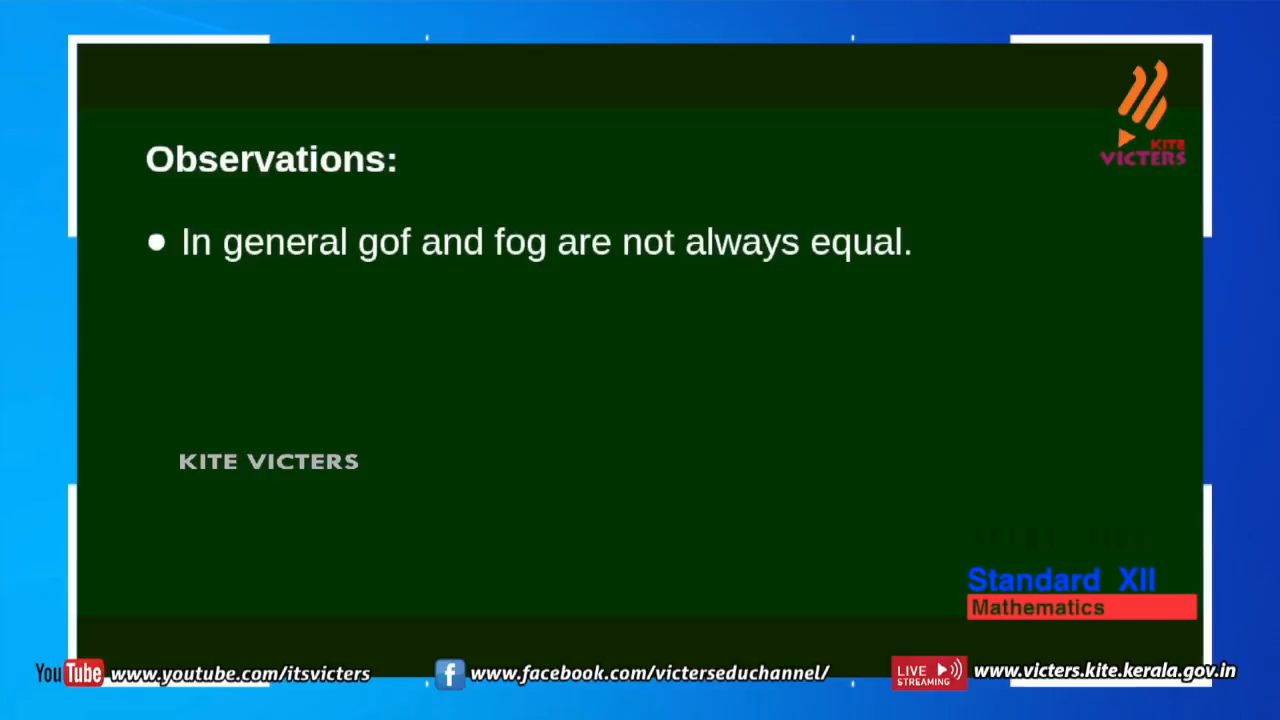 KITE
VICTERS
Observations:
● In general gof and fog are not always equal.
KITE VICTERS
Standard XII
Mathematics
You Tube www.youtube.com/itsvicters
f www.facebook.com/victerseduchannel/
LIVE STREAMING www.victers.kite.kerala.gov.in